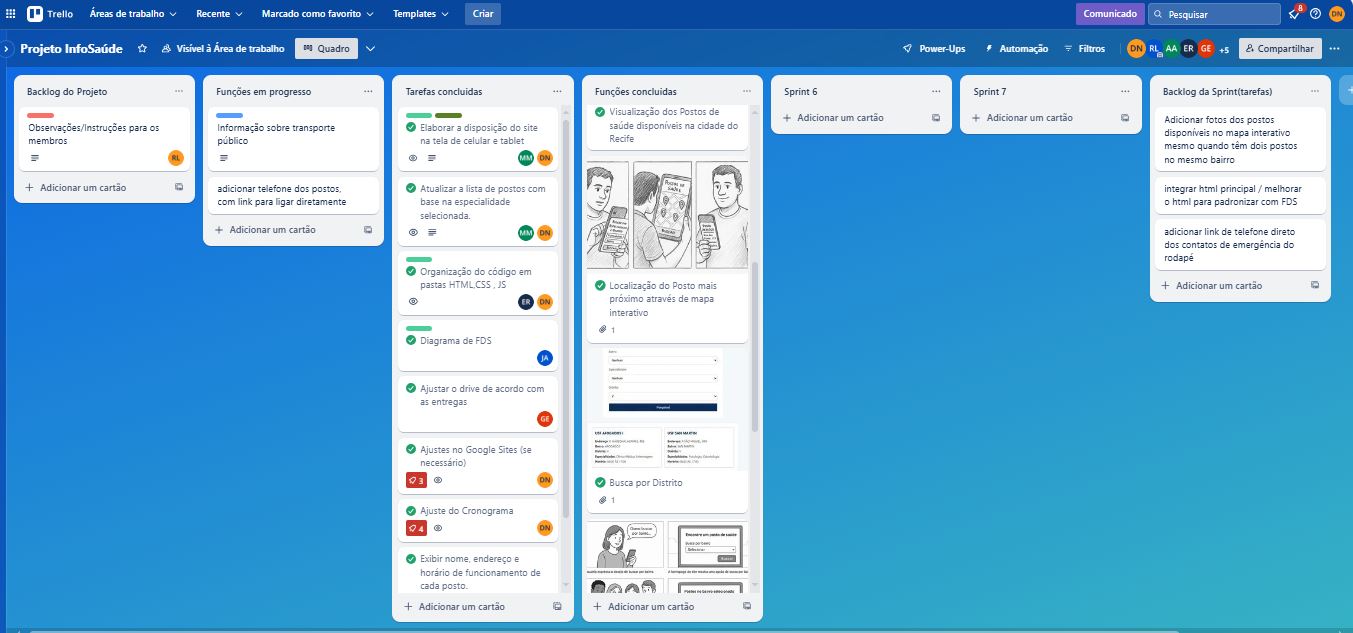 Trello
Áreas de trabalho
Recente
Marcado como favorito
Templates
Criar
Comunicado
Pesquisar
8
DN
Projeto InfoSaúde
Visível à Área de trabalho
Quadro
Power-Ups
Automação
Filtros
DN RL AA ER GE +5
Compartilhar
Backlog do Projeto
Observações/Instruções para os
membros
RL
Adicionar um cartão
Funções em progresso
Informação sobre transporte
público
adicionar telefone dos postos,
com link para ligar diretamente
Adicionar um cartão
Tarefas concluidas
Elaborar a disposição do site
na tela de celular e tablet
MM DN
Atualizar a lista de postos com
base na especialidade
selecionada.
MM DN
Organização do código em
pastas HTML,CSS , JS
ER DN
Diagrama de FDS
JA
Ajustar o drive de acordo com
as entregas
GE
Ajustes no Google Sites (se
necessário)
3
DN
Ajuste do Cronograma
4
DN
Exibir nome, endereço e
horário de funcionamento de
cada posto.
Adicionar um cartão
Funções concluidas
Visualização dos Postos de
saúde disponíveis na cidade do
Recife
POSTOS DE
SAÚDE
Localização do Posto mais
próximo através de mapa
interativo
1
USF SAN MARTIN
Busca por Distrito
1
Encontre um posto de saúde
Busca por bairro
Adicionar um cartão
Sprint 6
Adicionar um cartão
Sprint 7
Adicionar um cartão
Backlog da Sprint(tarefas)
Adicionar fotos dos postos
disponíveis no mapa interativo
mesmo quando têm dois postos
no mesmo bairro
integrar html principal / melhorar
o html para padronizar com FDS
adicionar link de telefone direto
dos contatos de emergência do
rodapé
Adicionar um cartão